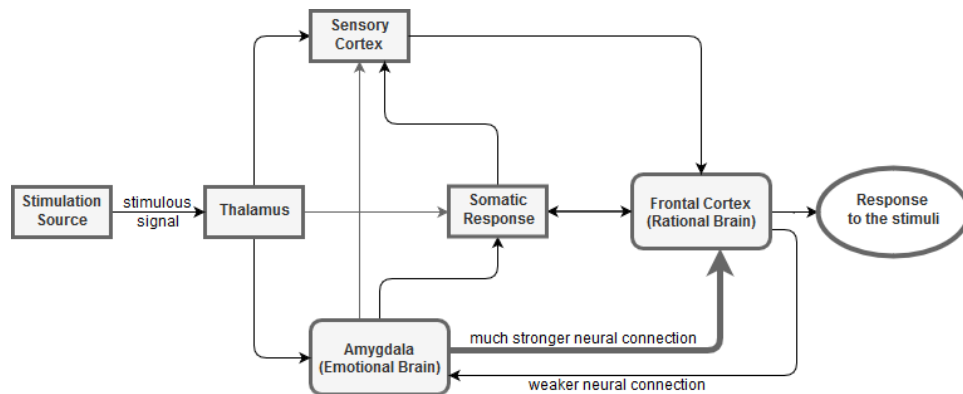 Sensory
Cortex
Stimulation
Source
stimulous
signal
Thalamus
Somatic
Response
Frontal Cortex
(Rational Brain)
Response
to the stimuli
Amygdala
(Emotional Brain)
much stronger neural connection
weaker neural connection